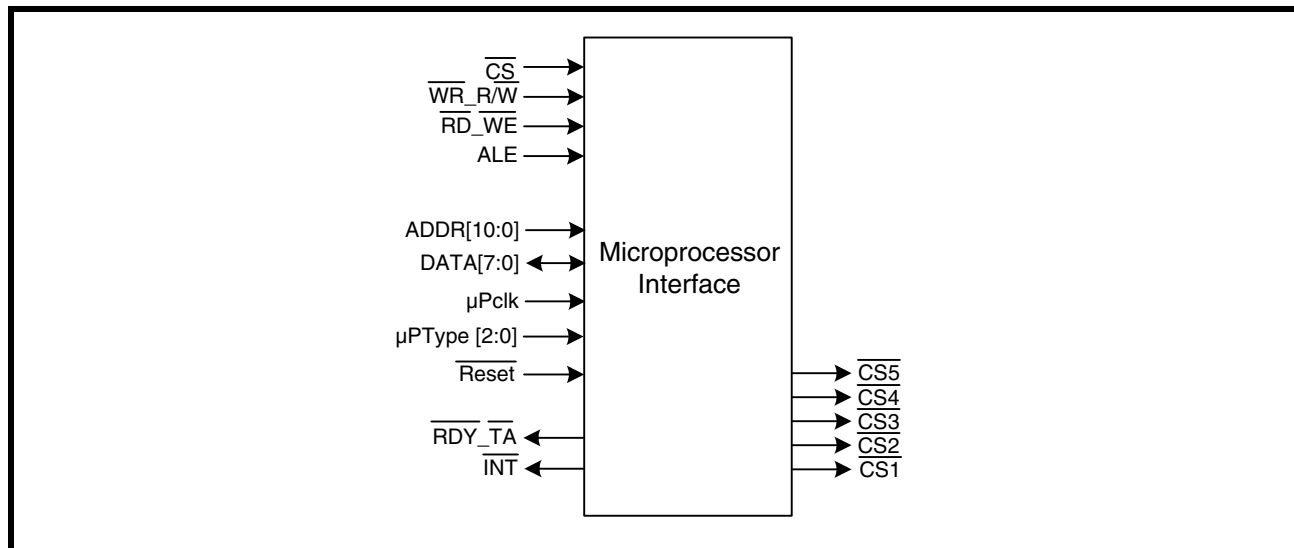 CS
WR_R/W
RD_WE
ALE
ADDR[10:0]
DATA[7:0]
µPclk
µPType [2:0]
Reset
RDY_TA
INT
Microprocessor
Interface
CS5
CS4
CS3
CS2
CS1